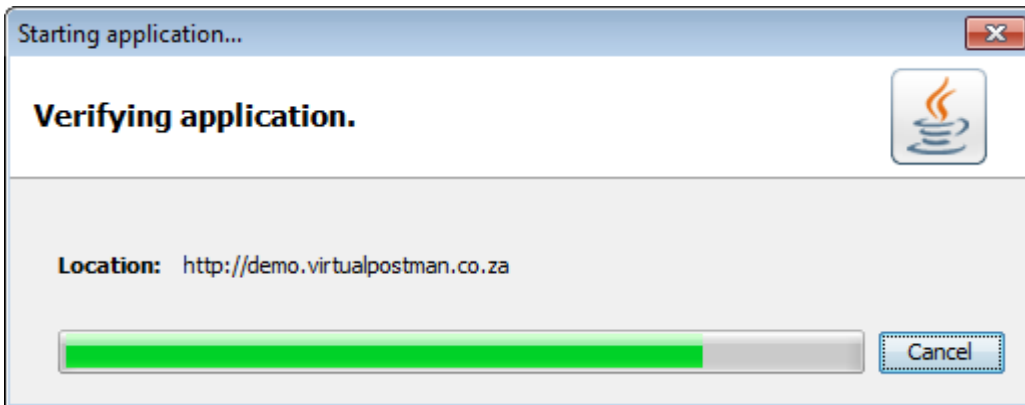 Starting application...
Verifying application.
Location: http://demo.virtualpostman.co.za
Cancel